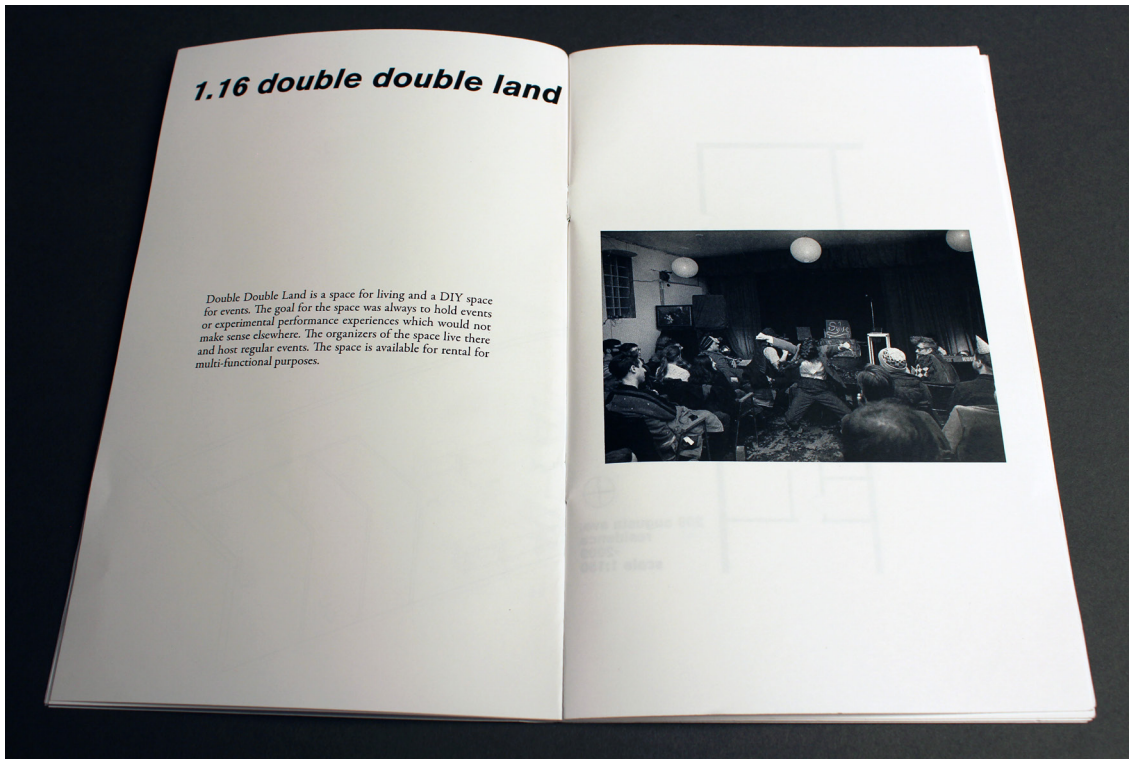 1.16 double double land
Double Double Land is a space for living and a DIY space
for events. The goal for the space was always to hold events
or experimental performance experiences which would not
make sense elsewhere. The organizers of the space live there
and host regular events. The space is available for rental for
multi-functional purposes.